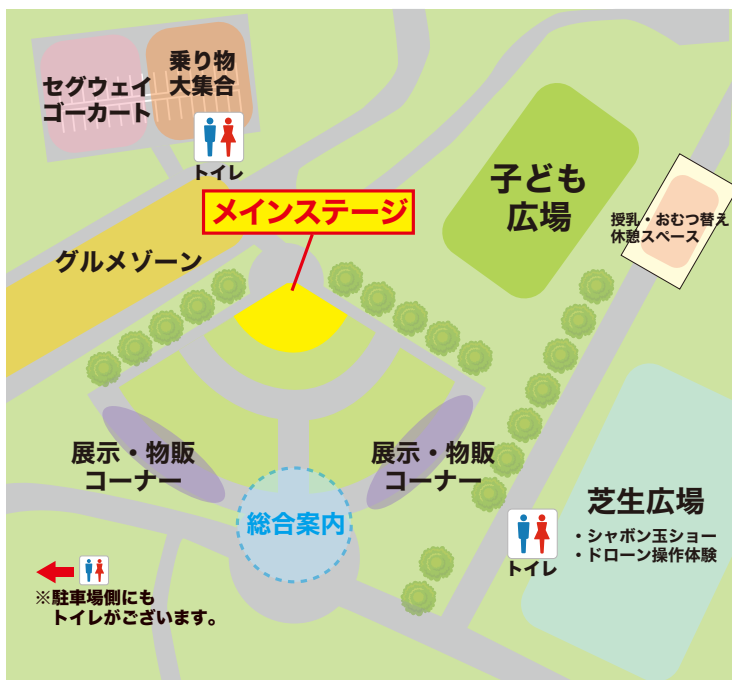 乗り物
大集合
セグウェイ
ゴーカート
トイレ
メインステージ
子ども
広場
授乳・おむつ替え
休憩スペース
グルメゾーン
展示・物販
コーナー
展示・物販
コーナー
総合案内
芝生広場
・シャボン玉ショー
・ドローン操作体験
トイレ
※駐車場側にも
トイレがございます。